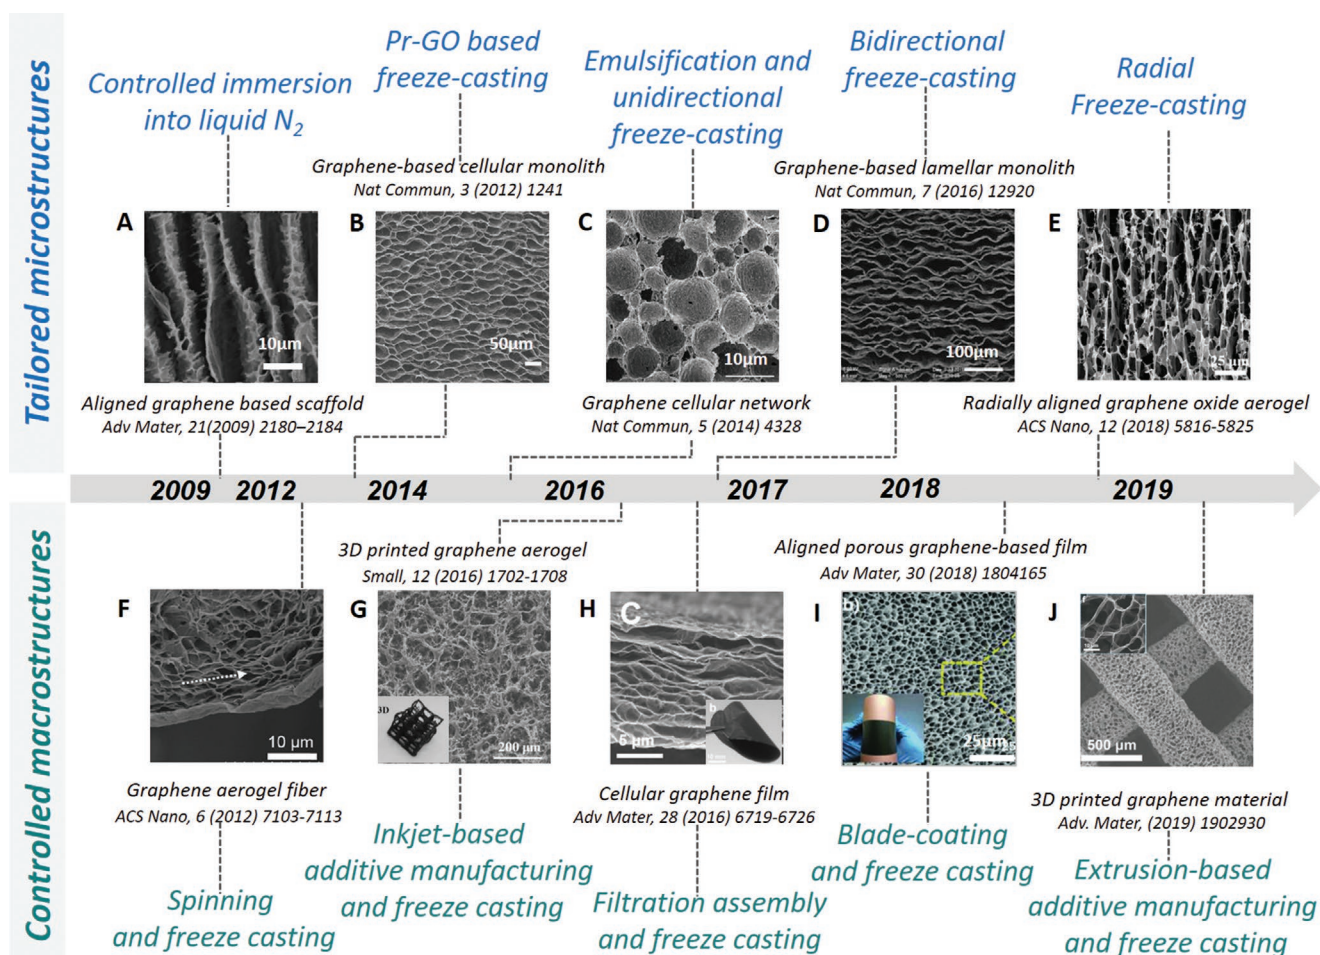 Tailored microstructures
Controlled immersion
into liquid N2
Pr-GO based
freeze-casting
Emulsification and
unidirectional
freeze-casting
Bidirectional
freeze-casting
Radial
Freeze-casting
Graphene-based cellular monolith
Nat Commun, 3 (2012) 1241
Graphene-based lamellar monolith
Nat Commun, 7 (2016) 12920
A
10μm
B
50μm
C
10μm
D
100μm
E
25 μm
Aligned graphene based scaffold
Adv Mater, 21(2009) 2180–2184
Graphene cellular network
Nat Commun, 5 (2014) 4328
Radially aligned graphene oxide aerogel
ACS Nano, 12 (2018) 5816-5825
2009 2012 2014 2016 2017 2018 2019
Controlled macrostructures
3D printed graphene aerogel
Small, 12 (2016) 1702-1708
Aligned porous graphene-based film
Adv Mater, 30 (2018) 1804165
F
10 μm
G
3D
200 μm
H
C
b
5 μm
I
b)
25μm
J
500 μm
Graphene aerogel fiber
ACS Nano, 6 (2012) 7103-7113
Cellular graphene film
Adv Mater, 28 (2016) 6719-6726
3D printed graphene material
Adv. Mater, (2019) 1902930
Spinning
and freeze casting
Inkjet-based
additive manufacturing
and freeze casting
Filtration assembly
and freeze casting
Blade-coating
and freeze casting
Extrusion-based
additive manufacturing
and freeze casting